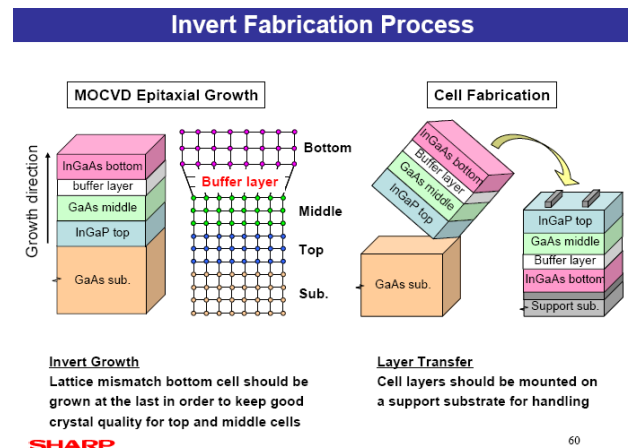 Invert Fabrication Process
MOCVD Epitaxial Growth
Growth direction
InGaAs bottom
buffer layer
GaAs middle
InGaP top
GaAs sub.
Bottom
Buffer layer
Middle
Top
Sub.
Invert Growth
Lattice mismatch bottom cell should be
grown at the last in order to keep good
crystal quality for top and middle cells
Cell Fabrication
InGaAs bottom
Buffer layer
GaAs middle
InGaP top
GaAs sub.
InGaP top
GaAs middle
Buffer layer
InGaAs bottom
Support sub.
Layer Transfer
Cell layers should be mounted on
a support substrate for handling
SHARP
60